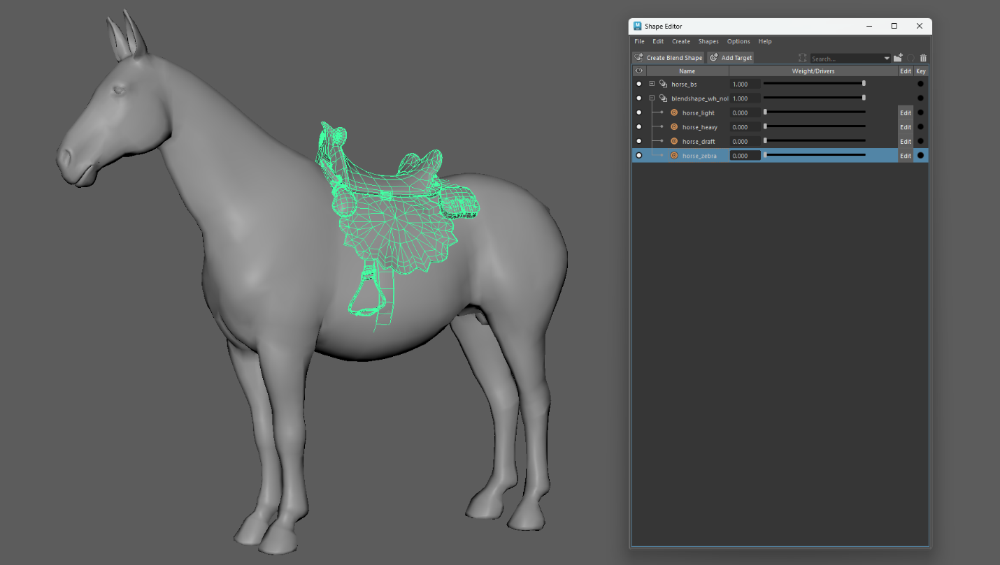 Shape Editor
File Edit Create Shapes Options Help
Create Blend Shape Add Target Search...
Name Weight/Drivers Edit Key
horse_bs 1.000
blendshape_wh_nol 1.000
horse_light 0.000 Edit
horse_heavy 0.000 Edit
horse_draft 0.000 Edit
horse_zebra 0.000 Edit